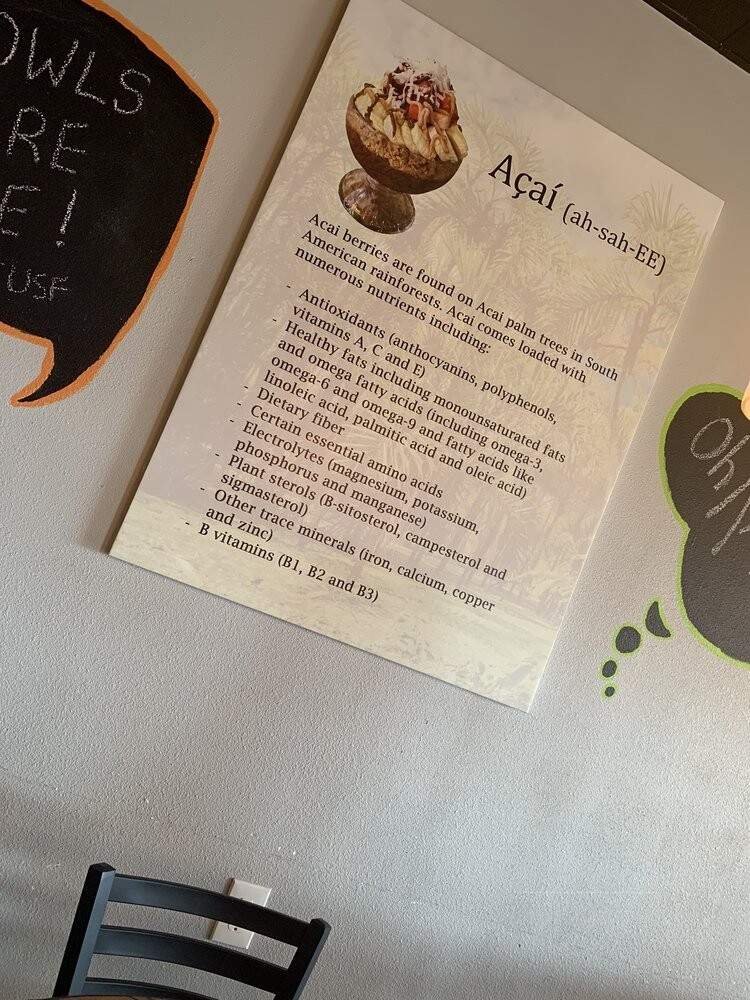 OWLS
RE
E!
Açaí (ah-sah-EE)
Acai berries are found on Acai palm trees in South
American rainforests. Acai comes loaded with
numerous nutrients including:
- Antioxidants (anthocyanins, polyphenols,
vitamins A, C and E)
- Healthy fats including monounsaturated fats
and omega fatty acids (including omega-3,
omega-6 and omega-9 and fatty acids like
linoleic acid, palmitic acid and oleic acid)
- Dietary fiber
- Certain essential amino acids
- Electrolytes (magnesium, potassium,
phosphorus and manganese)
- Plant sterols (B-sitosterol, campesterol and
sigmasterol)
- Other trace minerals (iron, calcium, copper
and zinc)
- B vitamins (B1, B2 and B3)